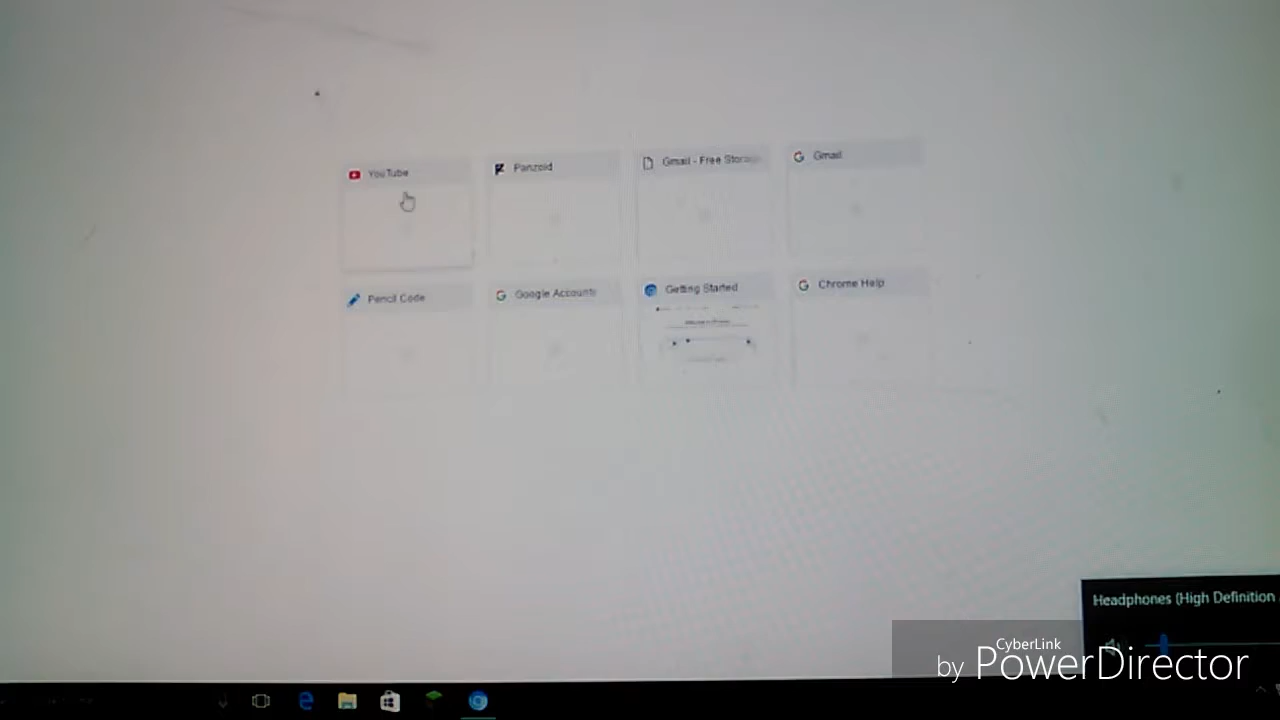 YouTube
Panzoid
Gmail - Free Storag
Gmail
Pencil Code
Google Accounts
Getting Started
Chrome Help
Headphones (High Definition
CyberLink
by PowerDirector